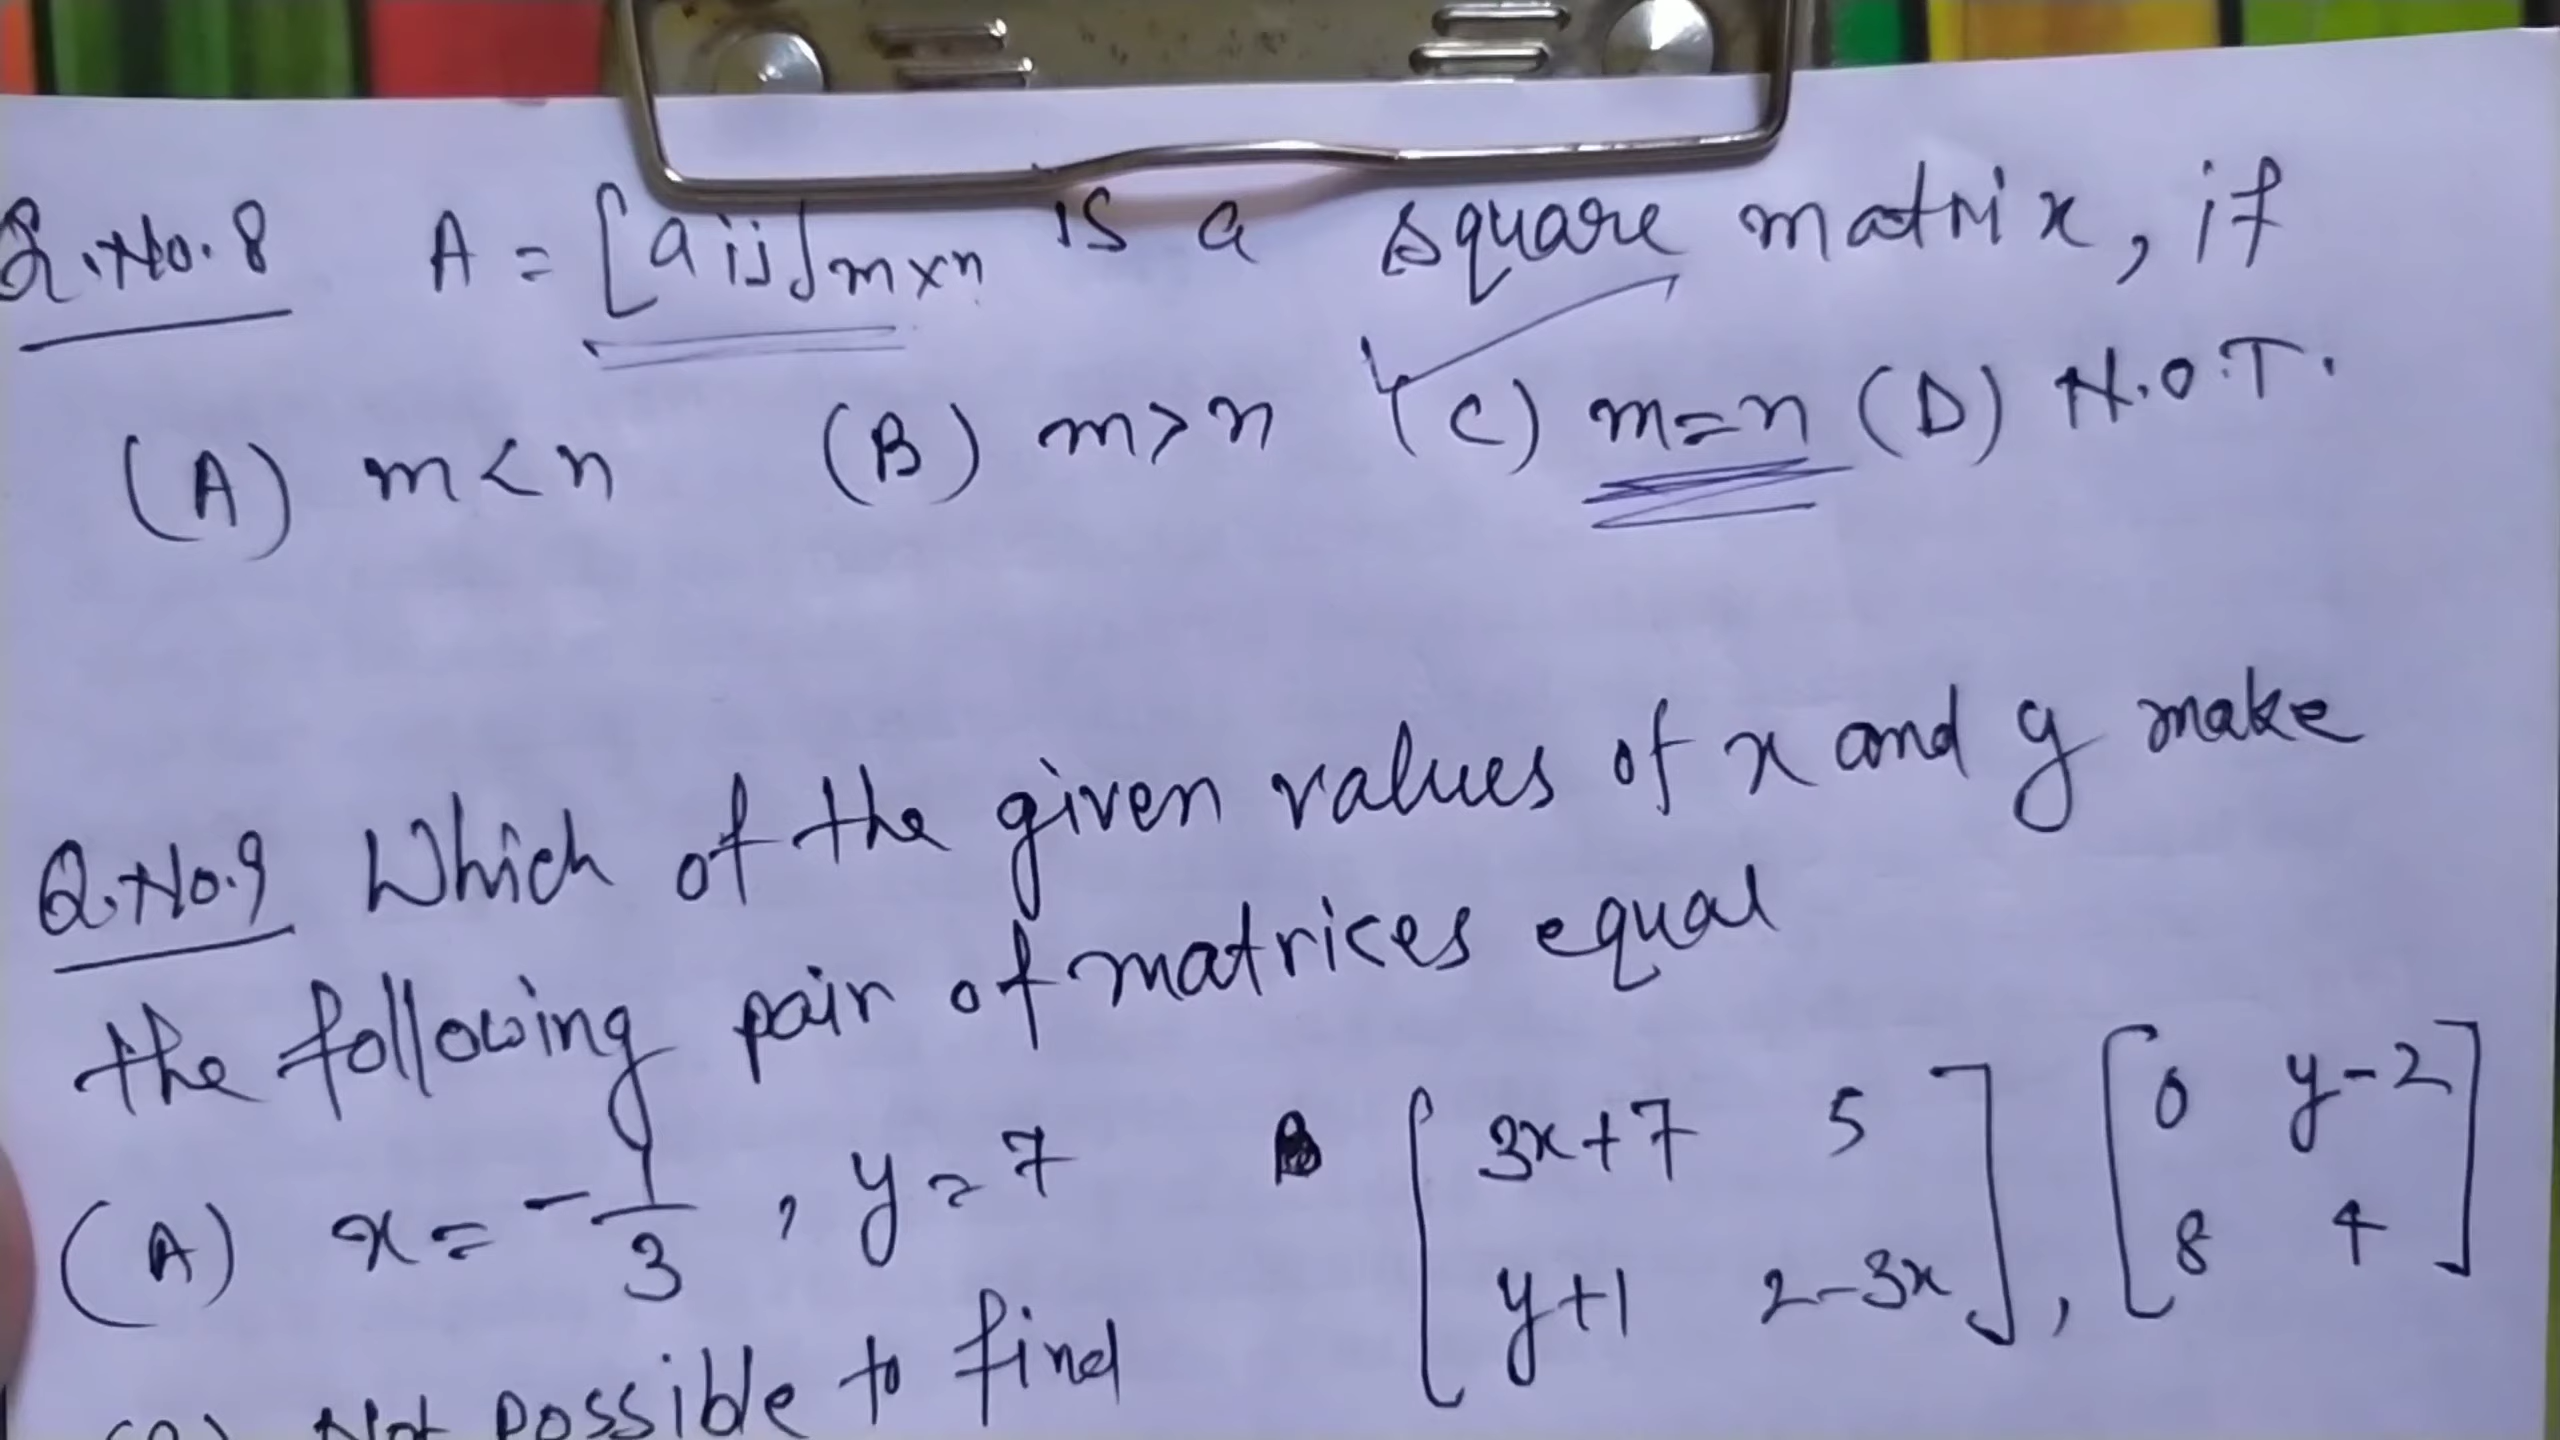 Q.No.8 A = [aij]m×n is a square matrix, if
(A) m<n (B) m>n (C) m=n (D) N.O.T.
Q.No.9 Which of the given values of x and y make
the following pair of matrices equal
[3x+7 5], [0 y-2]
(A) x = -1/3, y = 7 [y+1 2-3x], [8 4]
Not possible to find